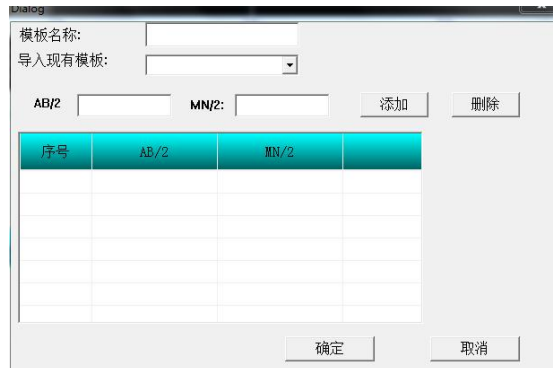 Dialog
模板名称:
导入现有模板:
AB/2 MN/2: 添加 删除
序号 AB/2 MN/2
确定 取消